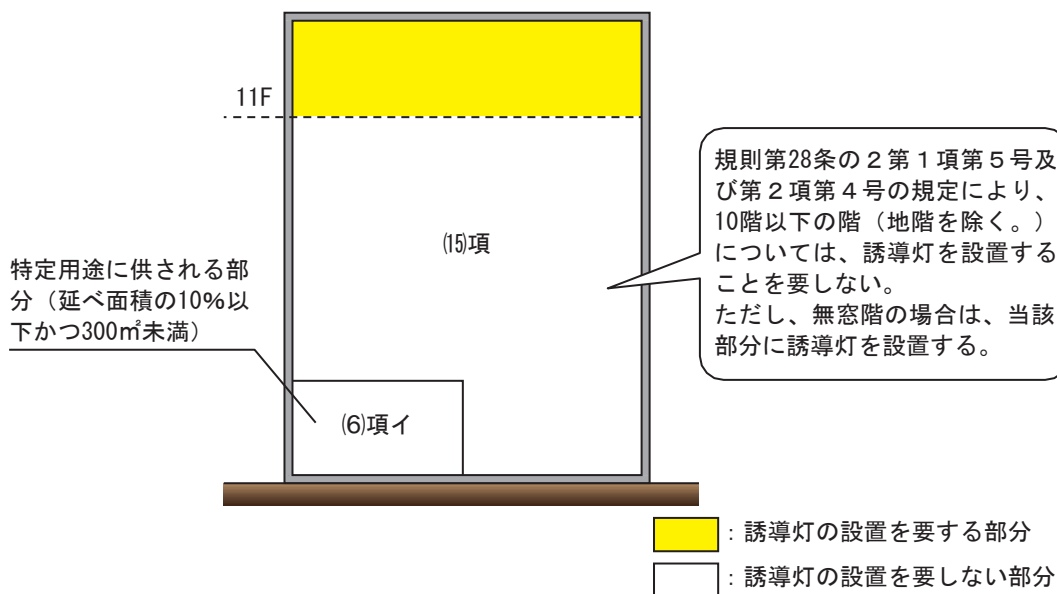 11F
規則第28条の2第1項第5号及
び第2項第4号の規定により、
10階以下の階（地階を除く。）
については、誘導灯を設置する
ことを要しない。
ただし、無窓階の場合は、当該
部分に誘導灯を設置する。
⒂項
特定用途に供される部
分（延べ面積の10%以
下かつ300㎡未満）
⑹項イ
：誘導灯の設置を要する部分
：誘導灯の設置を要しない部分